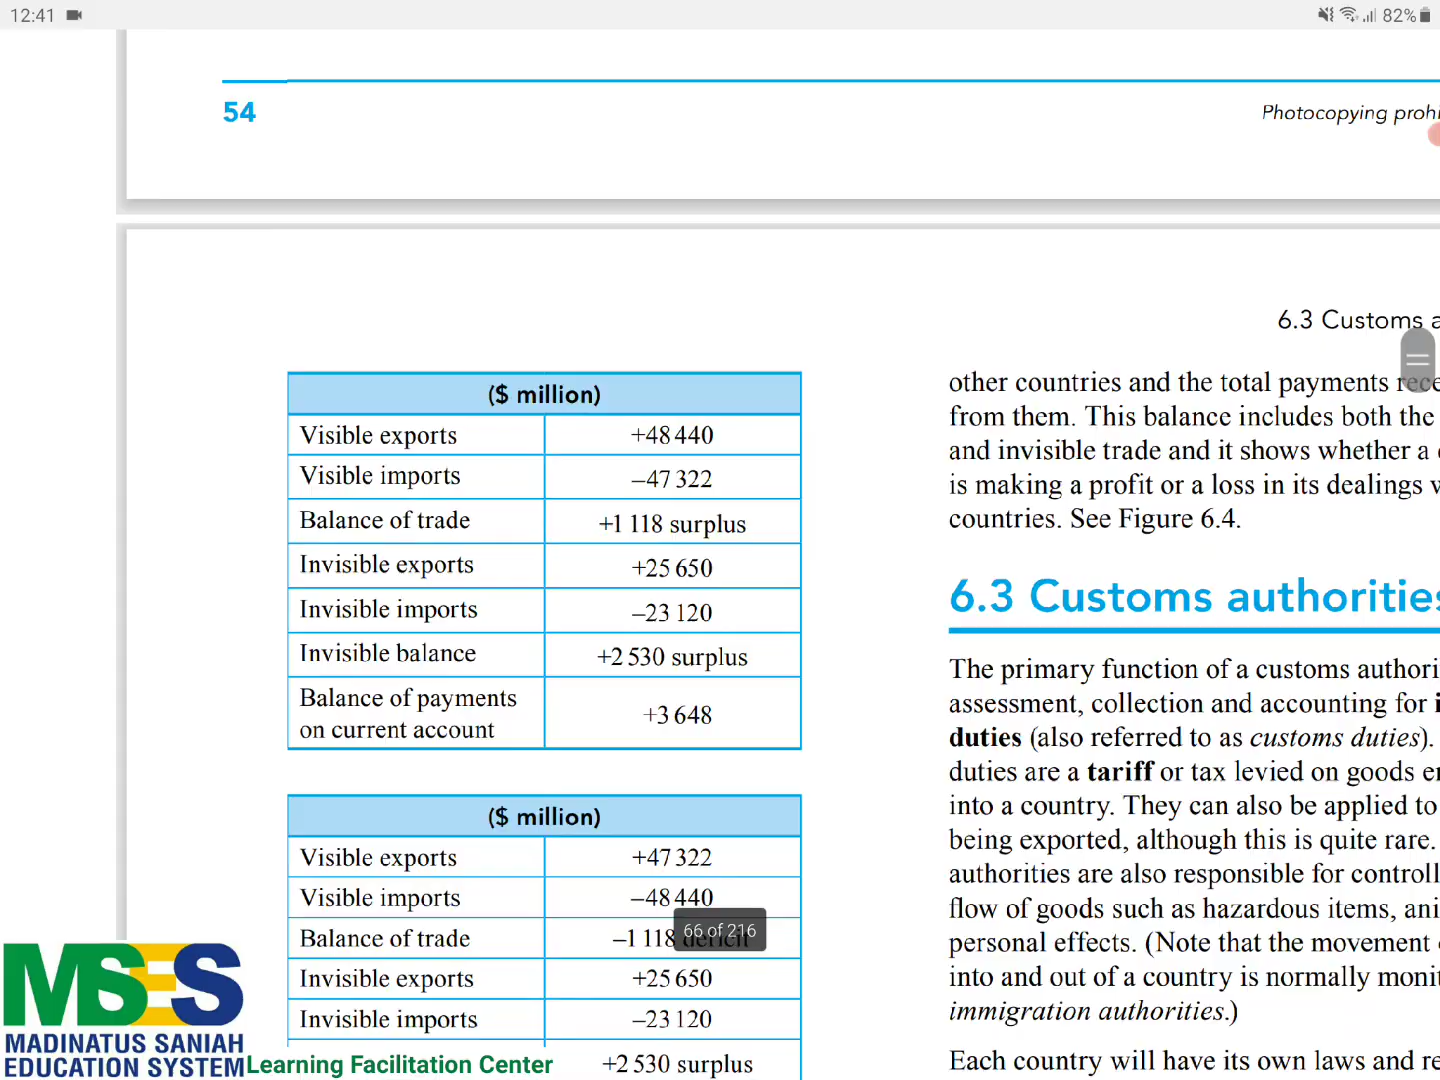 12:41
82%
54
Photocopying
6.3 Customs
($ million)
Visible exports +48 440
Visible imports –47 322
Balance of trade +1 118 surplus
Invisible exports +25 650
Invisible imports –23 120
Invisible balance +2 530 surplus
Balance of payments
on current account +3 648
($ million)
Visible exports +47 322
Visible imports –48 440
Balance of trade –1 118 deficit
66 of 216
Invisible exports +25 650
Invisible imports –23 120
+2 530 surplus
other countries and the total payments
from them. This balance includes both the
and invisible trade and it shows whether a
is making a profit or a loss in its dealings
countries. See Figure 6.4.
6.3 Customs authorities
The primary function of a customs
assessment, collection and accounting for
duties (also referred to as customs duties).
duties are a tariff or tax levied on goods
into a country. They can also be applied to
being exported, although this is quite rare.
authorities are also responsible for
flow of goods such as hazardous items,
personal effects. (Note that the movement
into and out of a country is normally
immigration authorities.)
Each country will have its own laws and
MSES
MADINATUS SANIAH
EDUCATION SYSTEM
Learning Facilitation Center